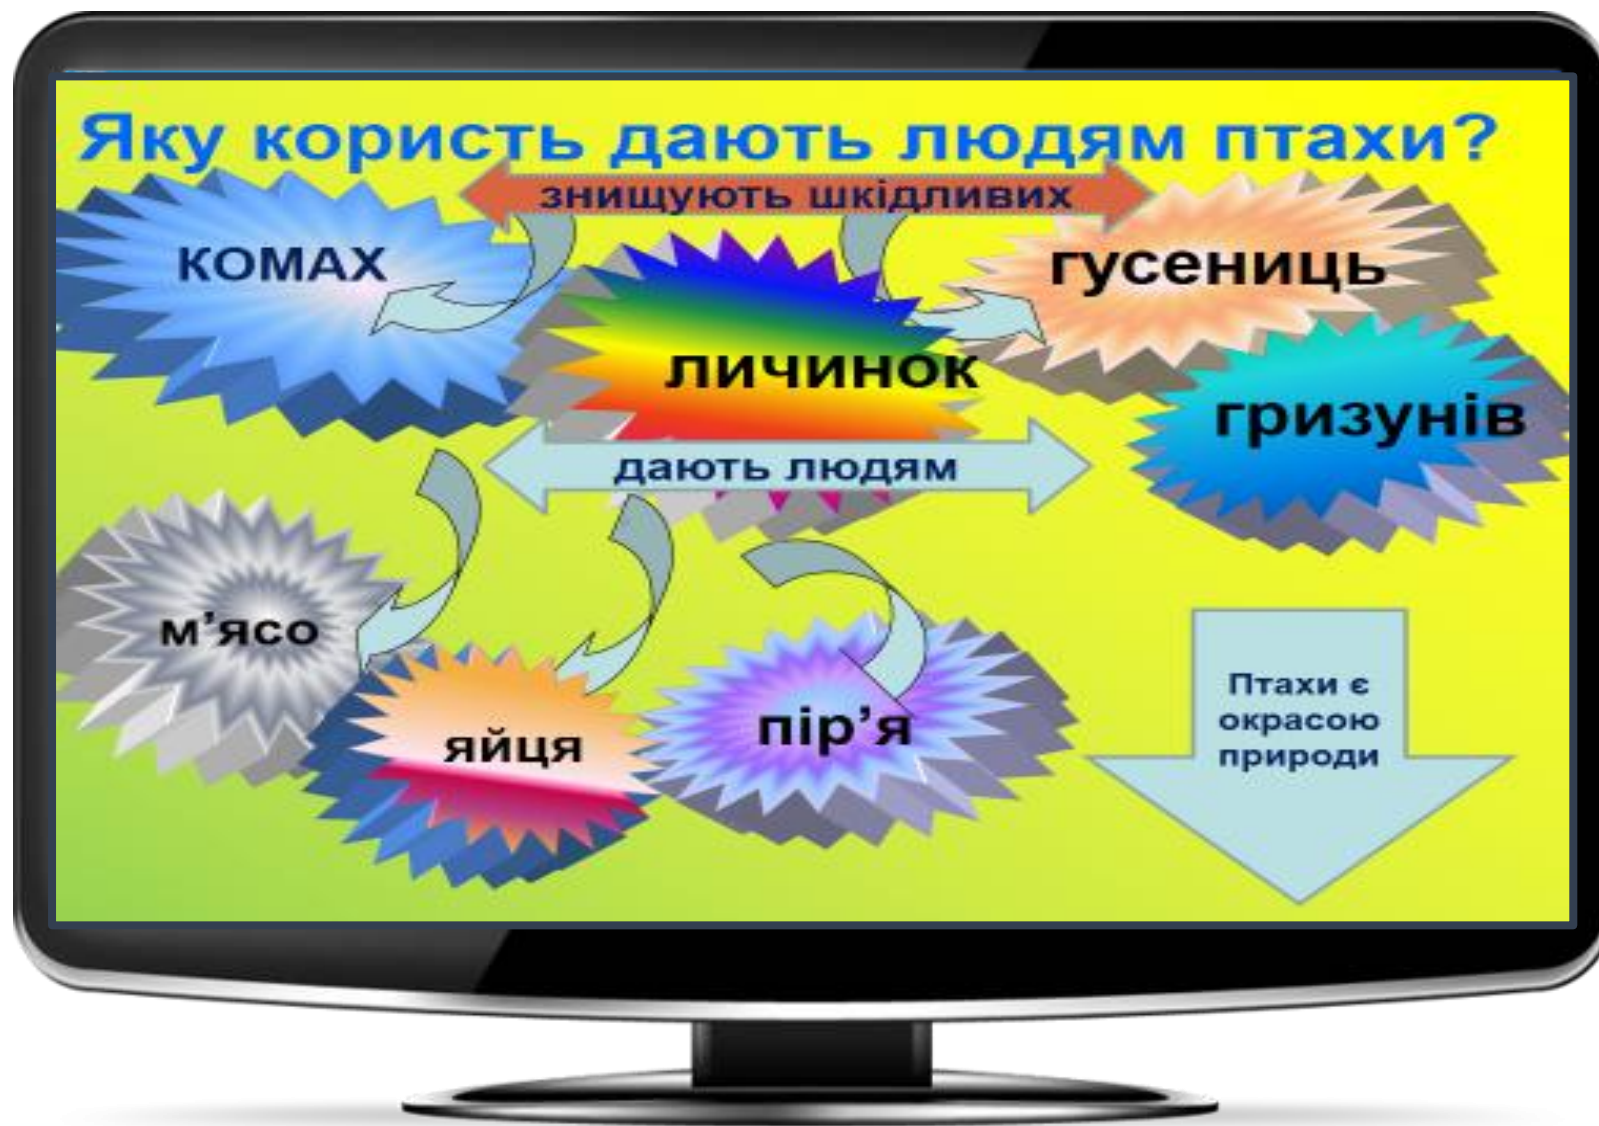 Яку користь дають людям птахи?
знищують шкідливих
комах
гусениць
личинок
гризунів
дають людям
м’ясо
яйця
пір’я
Птахи є
окрасою
природи